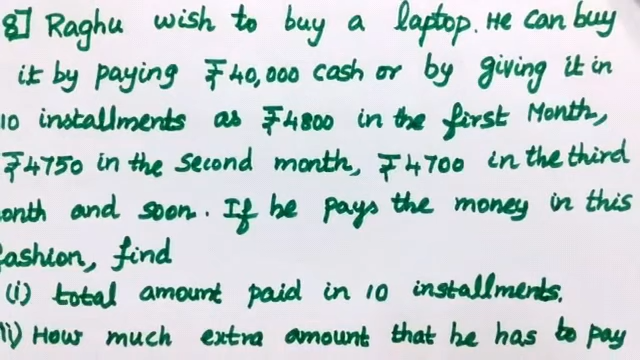 8] Raghu wish to buy a laptop. He can buy
it by paying ₹40,000 cash or by giving it in
10 installments as ₹4800 in the first Month,
₹4750 in the second month, ₹4700 in the third
onth and soon. If he pays the money in this
fashion, find
(i) total amount paid in 10 installments.
ii) How much extra amount that he has to pay